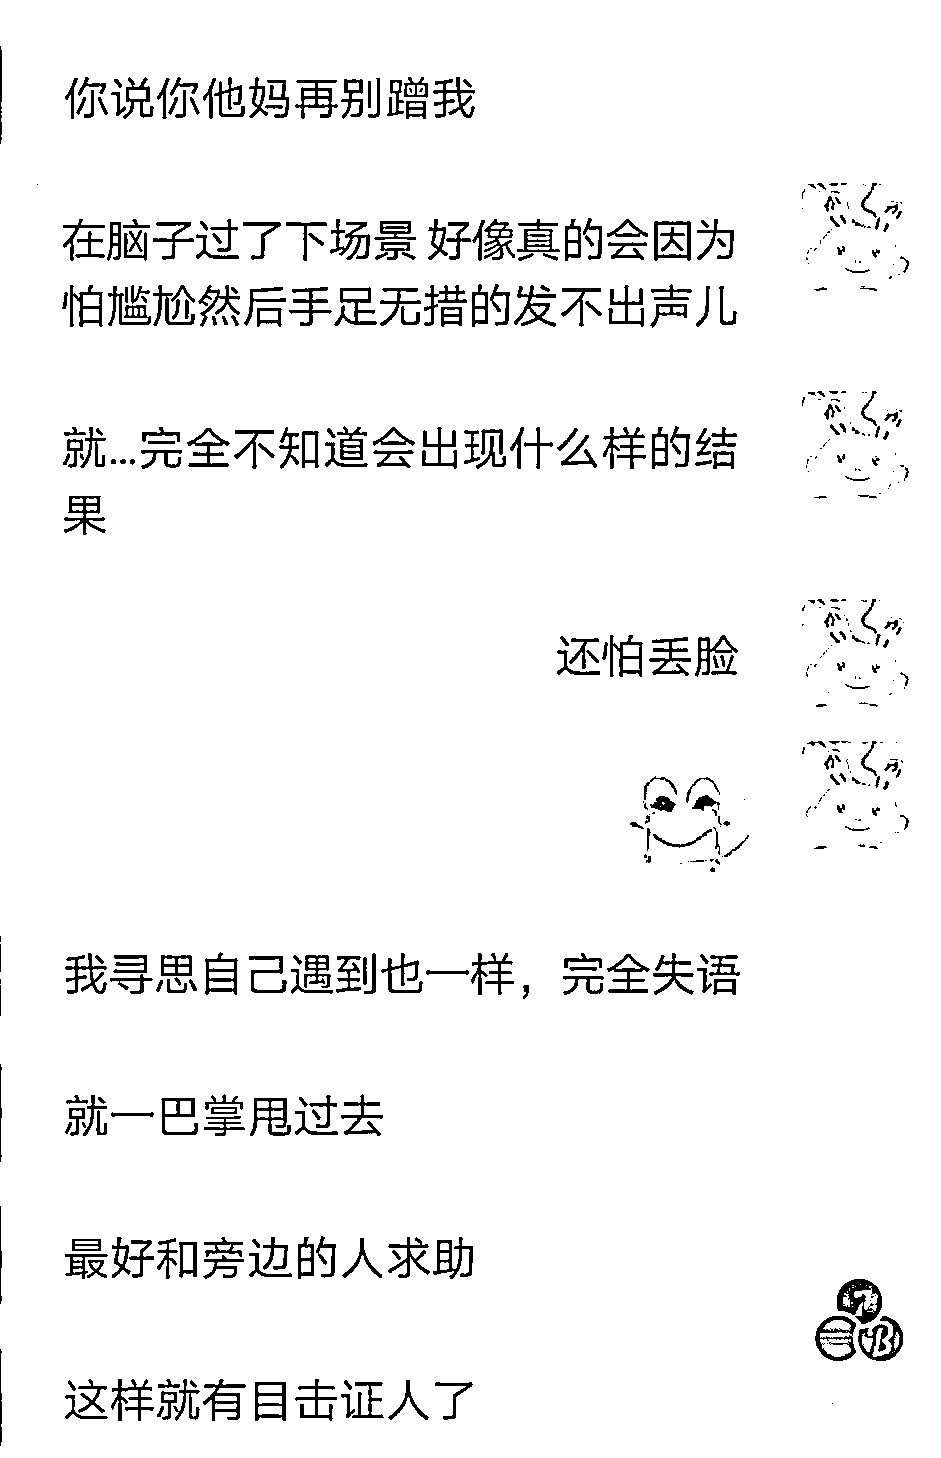 你说你他妈再别蹭我
在脑子过了下场景 好像真的会因为
怕尴尬然后手足无措的发不出声儿
就...完全不知道会出现什么样的结
果
还怕丢脸
我寻思自己遇到也一样，完全失语
就一巴掌甩过去
最好和旁边的人求助
这样就有目击证人了